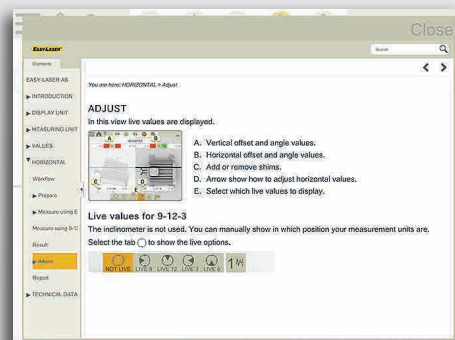 Close
EASY-LASER
Search
Contents
EASY-LASER AB
INTRODUCTION
DISPLAY UNIT
MEASURING UNIT
VALUES
HORIZONTAL
Workflow
Prepare
Measure using E
Measure using 9-12
Result
Adjust
Report
TECHNICAL DATA
You are here: HORIZONTAL > Adjust
ADJUST
In this view live values are displayed.
A. Vertical offset and angle values.
B. Horizontal offset and angle values.
C. Add or remove shims.
D. Arrow show how to adjust horizontal values.
E. Select which live values to display.
Live values for 9-12-3
The inclinometer is not used. You can manually show in which position your measurement units are.
Select the tab to show the live options.
NOT LIVE LIVE 9 LIVE 12 LIVE 3 LIVE 6